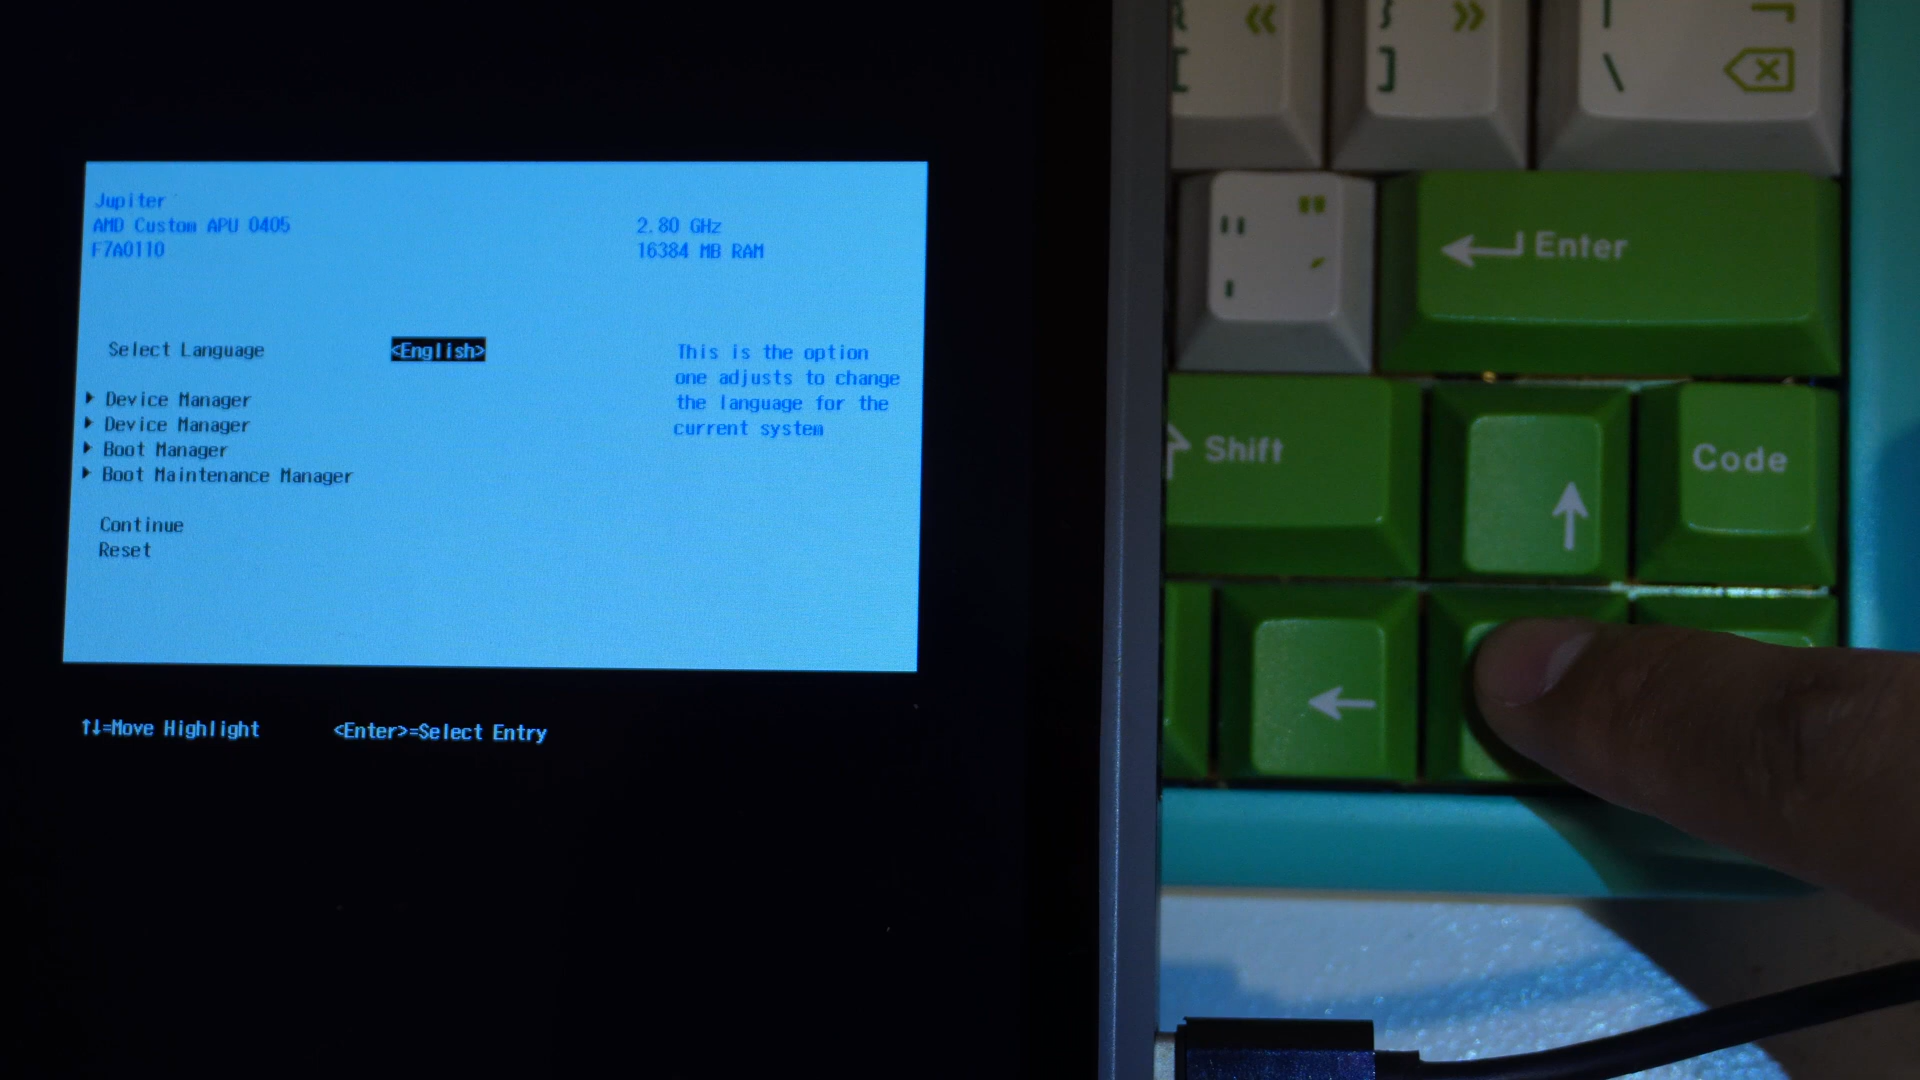 Jupiter
AMD Custom APU 0405 2.80 GHz
F7A0110 16384 MB RAM
Select Language <English>
This is the option
one adjusts to change
the language for the
current system
Device Manager
Device Manager
Boot Manager
Boot Maintenance Manager
Continue
Reset
↑↓=Move Highlight <Enter>=Select Entry
{ «
[
} »
]
| ¬
\
" "
' ´
Enter
Shift
Code